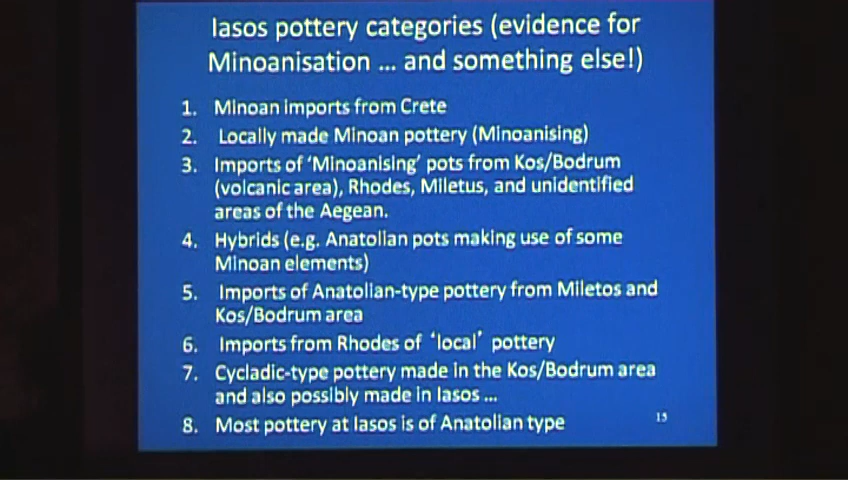 Iasos pottery categories (evidence for
Minoanisation ... and something else!)
1. Minoan imports from Crete
2. Locally made Minoan pottery (Minoanising)
3. Imports of 'Minoanising' pots from Kos/Bodrum
(volcanic area), Rhodes, Miletus, and unidentified
areas of the Aegean.
4. Hybrids (e.g. Anatolian pots making use of some
Minoan elements)
5. Imports of Anatolian-type pottery from Miletos and
Kos/Bodrum area
6. Imports from Rhodes of 'local' pottery
7. Cycladic-type pottery made in the Kos/Bodrum area
and also possibly made in Iasos ...
8. Most pottery at Iasos is of Anatolian type
15